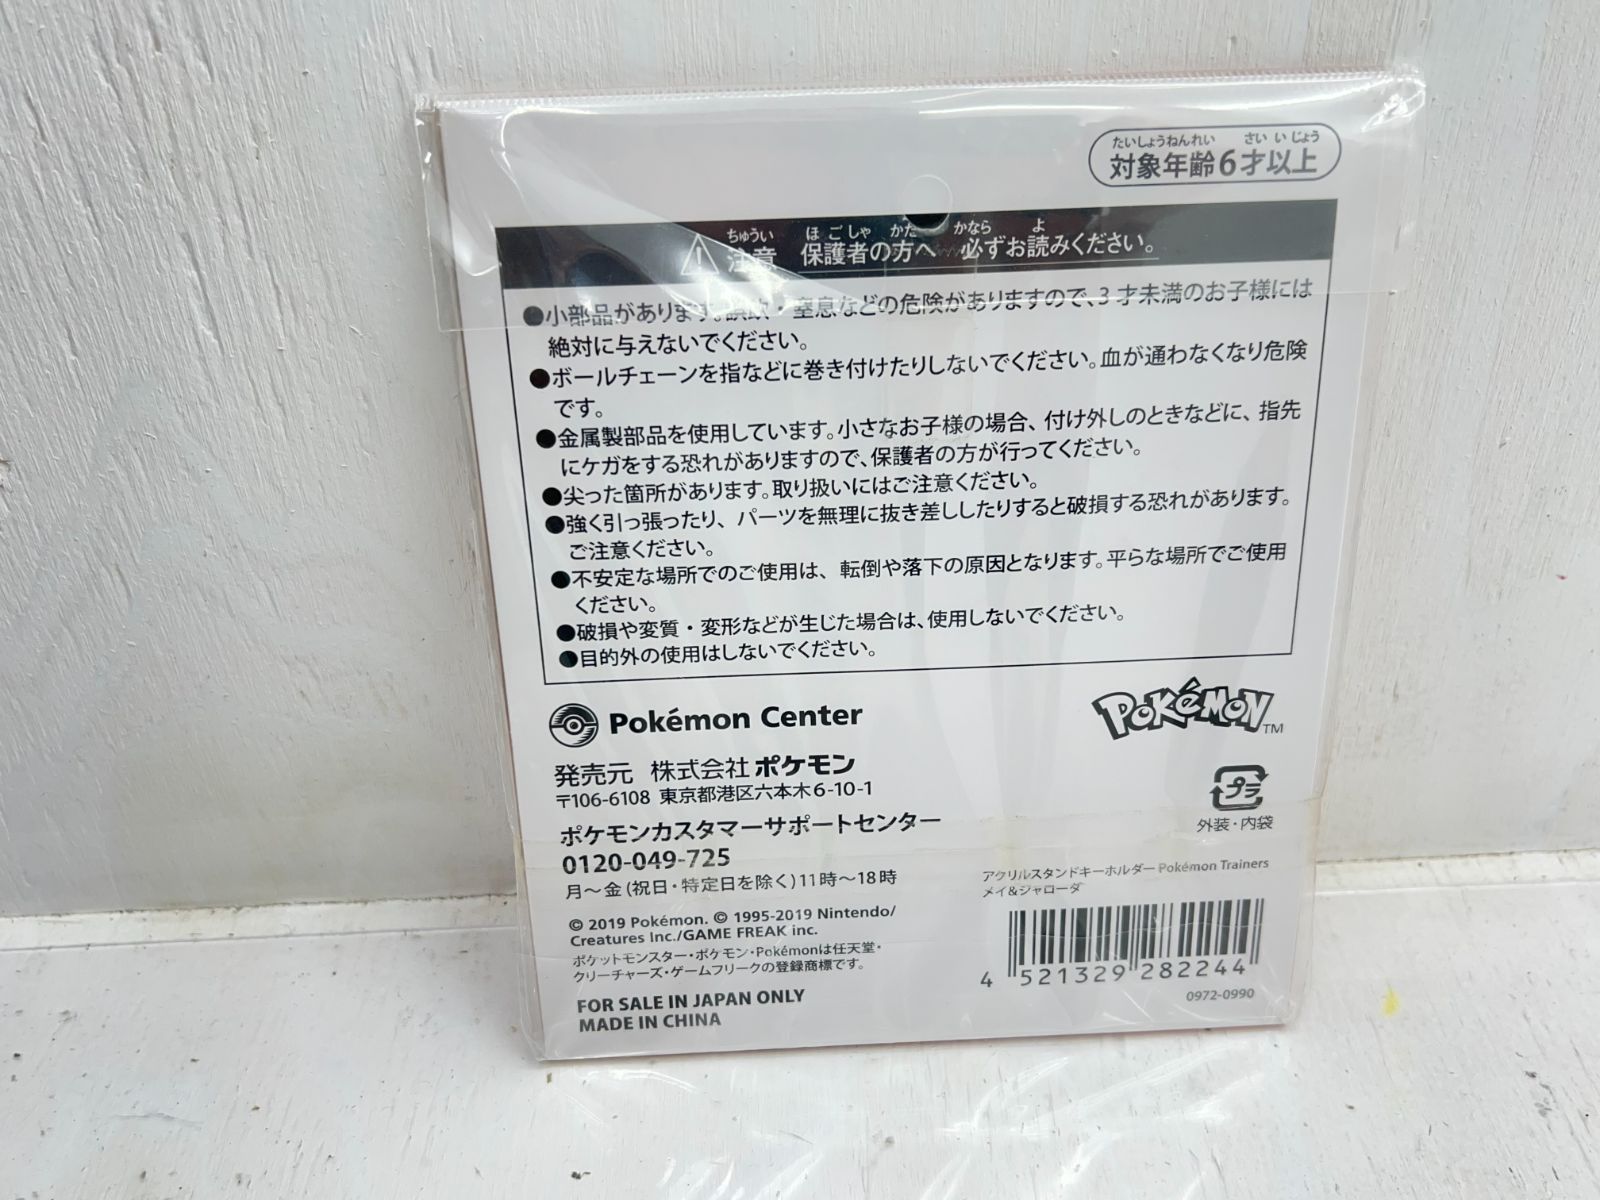 たいしょうねんれい さい いじょう
対象年齢6才以上
ちゅうい ほごしゃ かた かなら よ
注意 保護者の方へ 必ずお読みください。
●小部品があります。誤飲・窒息などの危険がありますので、3才未満のお子様には
絶対に与えないでください。
●ボールチェーンを指などに巻き付けたりしないでください。血が通わなくなり危険
です。
●金属製部品を使用しています。小さなお子様の場合、付け外しのときなどに、指先
にケガをする恐れがありますので、保護者の方が行ってください。
●尖った箇所があります。取り扱いにはご注意ください。
●強く引っ張ったり、パーツを無理に抜き差ししたりすると破損する恐れがあります。
ご注意ください。
●不安定な場所でのご使用は、転倒や落下の原因となります。平らな場所でご使用
ください。
●破損や変質・変形などが生じた場合は、使用しないでください。
●目的外の使用はしないでください。
Pokémon Center
POKéMON TM
発売元 株式会社ポケモン
〒106-6108 東京都港区六本木6-10-1
プラ
外装・内袋
ポケモンカスタマーサポートセンター
0120-049-725
月～金(祝日・特定日を除く)11時～18時
アクリルスタンドキーホルダー Pokémon Trainers
メイ&ジャローダ
© 2019 Pokémon. © 1995-2019 Nintendo/
Creatures Inc./GAME FREAK inc.
ポケットモンスター・ポケモン・Pokémonは任天堂・
クリーチャーズ・ゲームフリークの登録商標です。
4 521329 282244
0972-0990
FOR SALE IN JAPAN ONLY
MADE IN CHINA